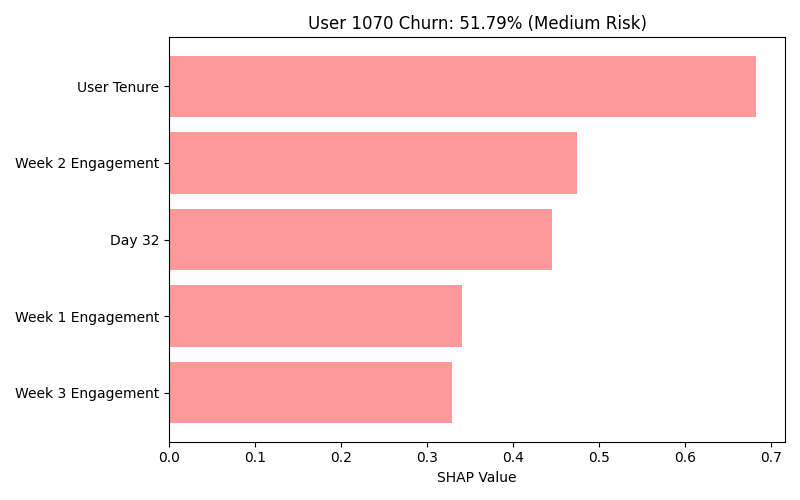 User 1070 Churn: 51.79% (Medium Risk)
User Tenure
Week 2 Engagement
Day 32
Week 1 Engagement
Week 3 Engagement
0.0 0.1 0.2 0.3 0.4 0.5 0.6 0.7
SHAP Value